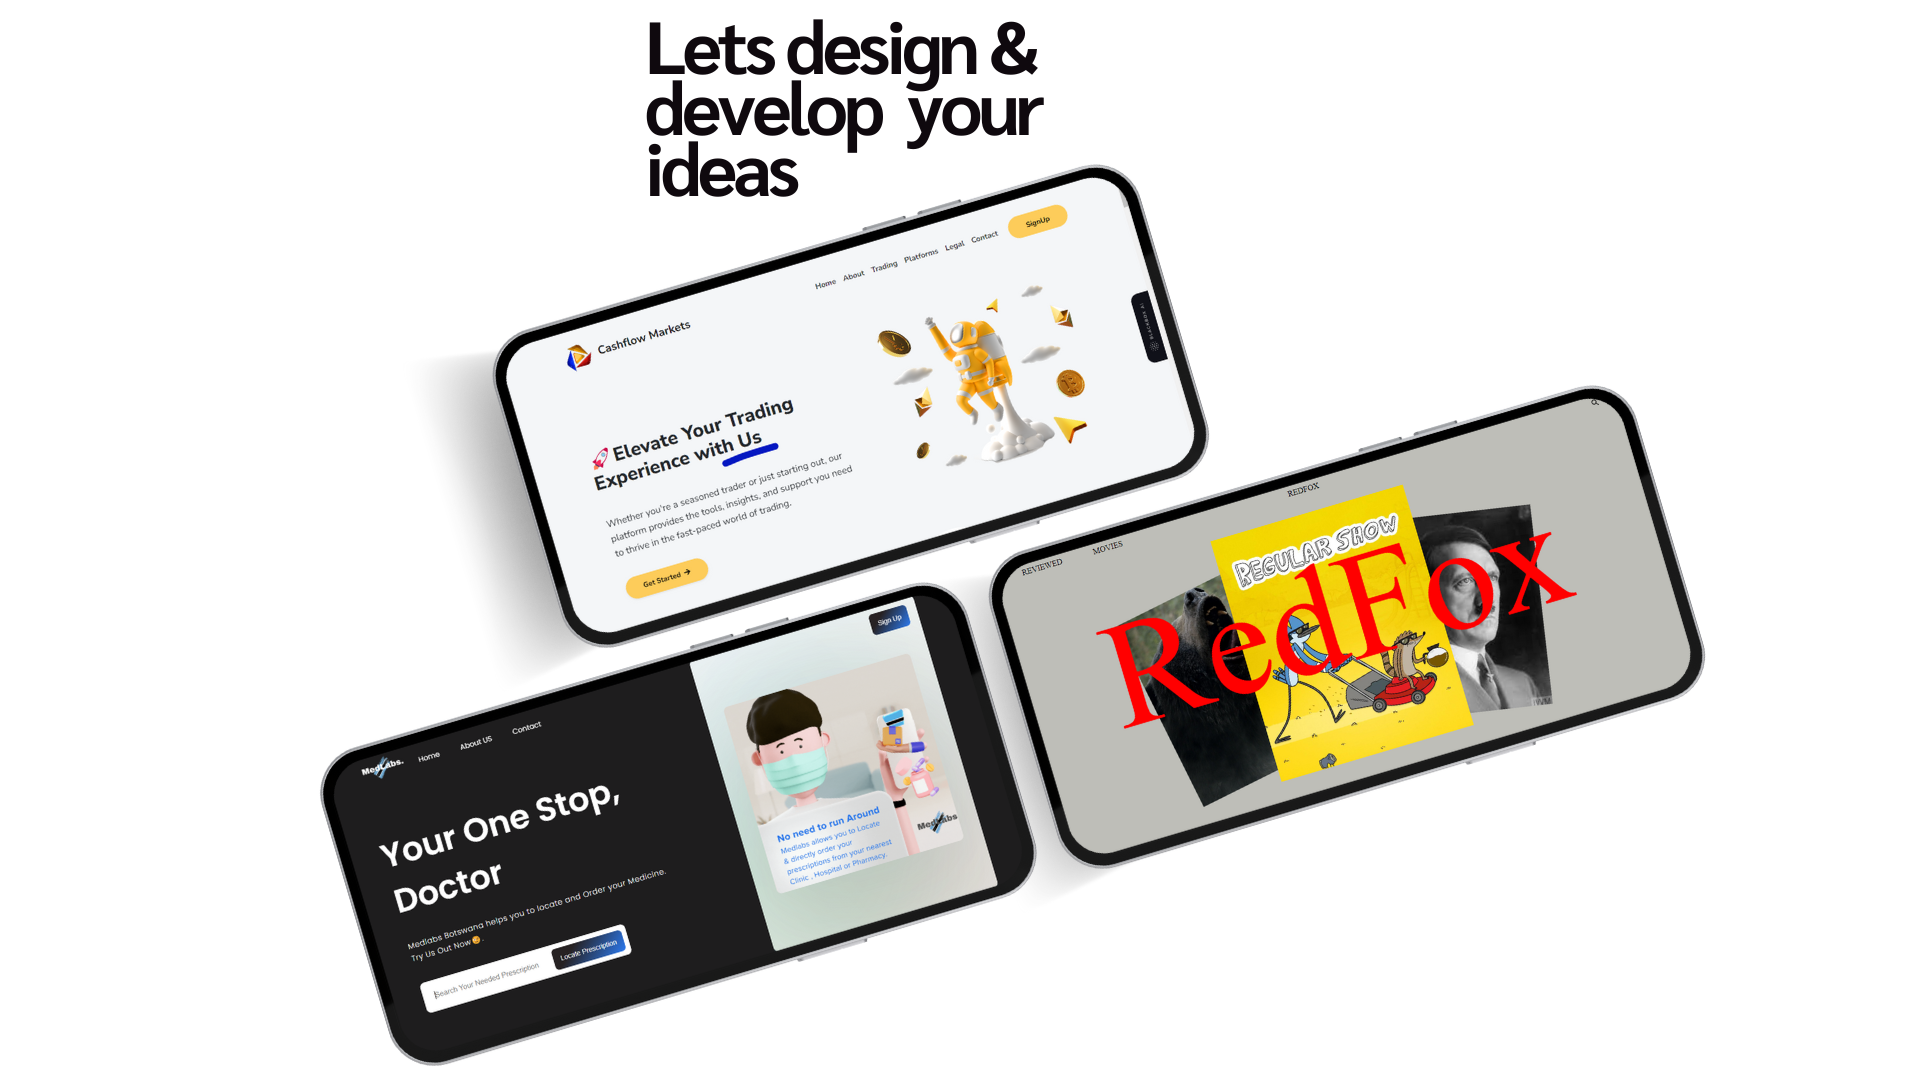 Lets design &
develop your
ideas
Cashflow Markets
Home About Trading Platforms Legal Contact
SignUp
🚀Elevate Your Trading
Experience with Us
Whether you're a seasoned trader or just starting out, our
platform provides the tools, insights, and support you need
to thrive in the fast-paced world of trading.
Get Started →
BLACKBOX AI
REVIEWED
MOVIES
REDFOX
REGULAR SHOW
RedFox
MedLabs.
Home
About US
Contact
Sign Up
Your One Stop,
Doctor
Medlabs Botswana helps you to locate and Order your Medicine.
Try Us Out Now
Search Your Needed Prescription
Locate Prescription
No need to run Around
Medlabs allows you to Locate
& directly order your
prescriptions from your nearest
Clinic , Hospital or Pharmacy.
MedLabs